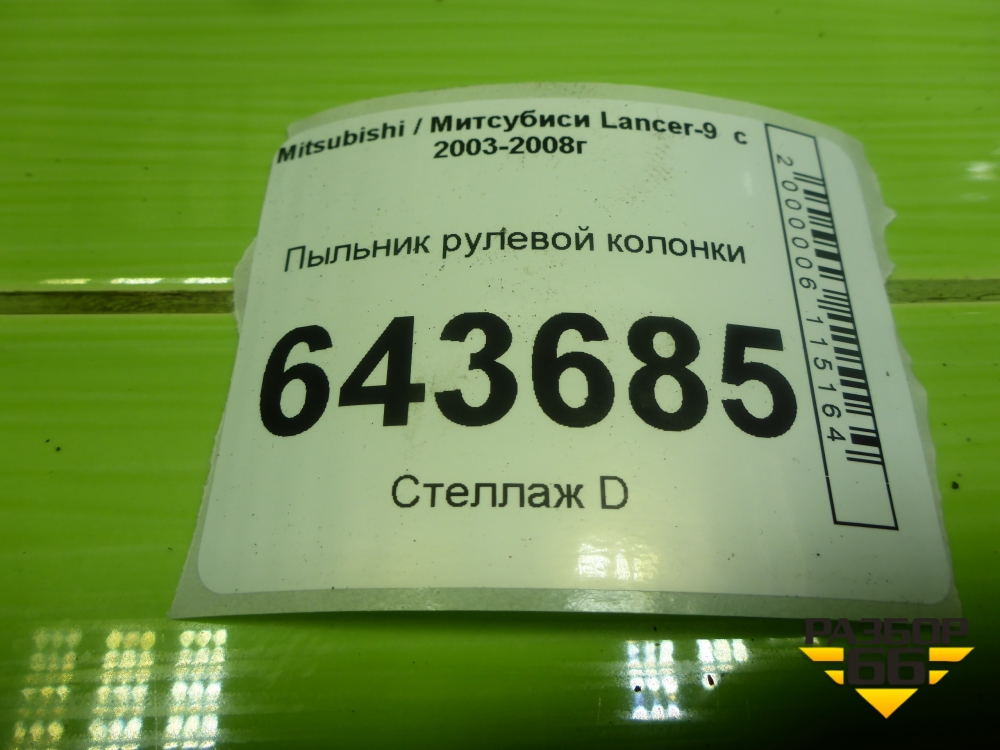 Mitsubishi / Митсубиси Lancer-9 с
2003-2008г
Пыльник рулевой колонки
643685
Стеллаж D
2000006115164
РАЗБОР
66